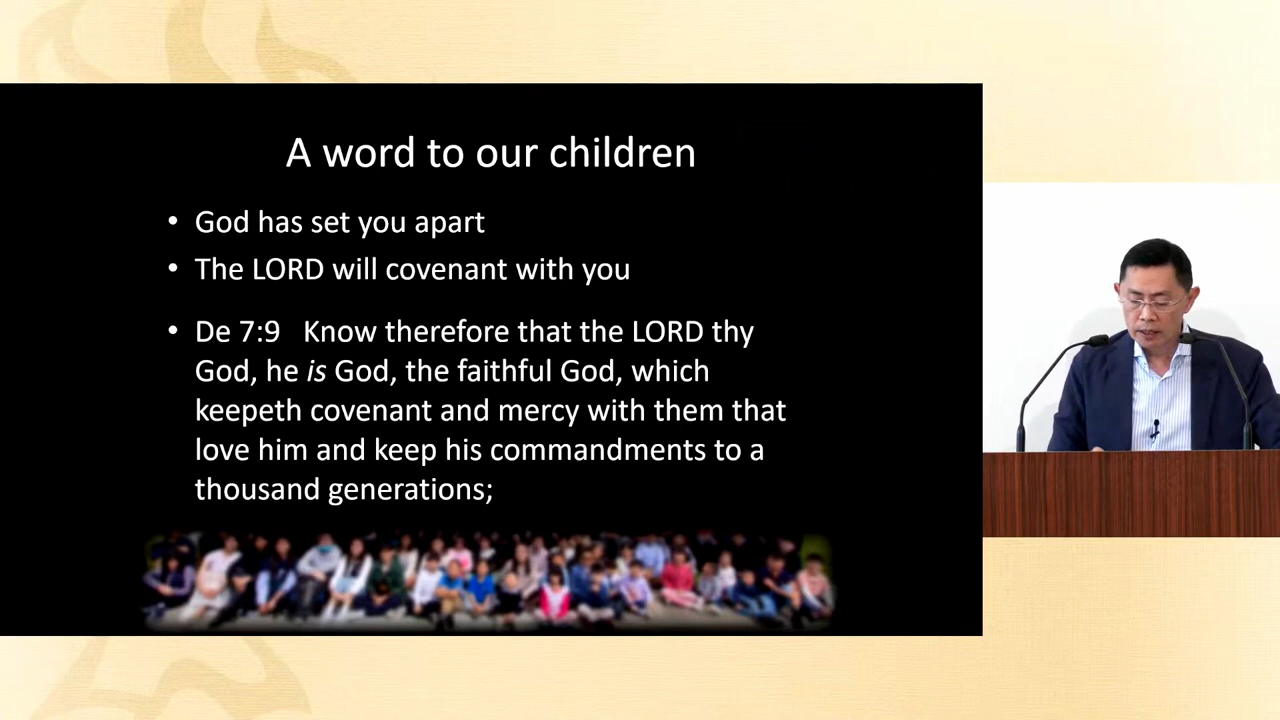 A word to our children
• God has set you apart
• The LORD will covenant with you
• De 7:9   Know therefore that the LORD thy
God, he is God, the faithful God, which
keepeth covenant and mercy with them that
love him and keep his commandments to a
thousand generations;